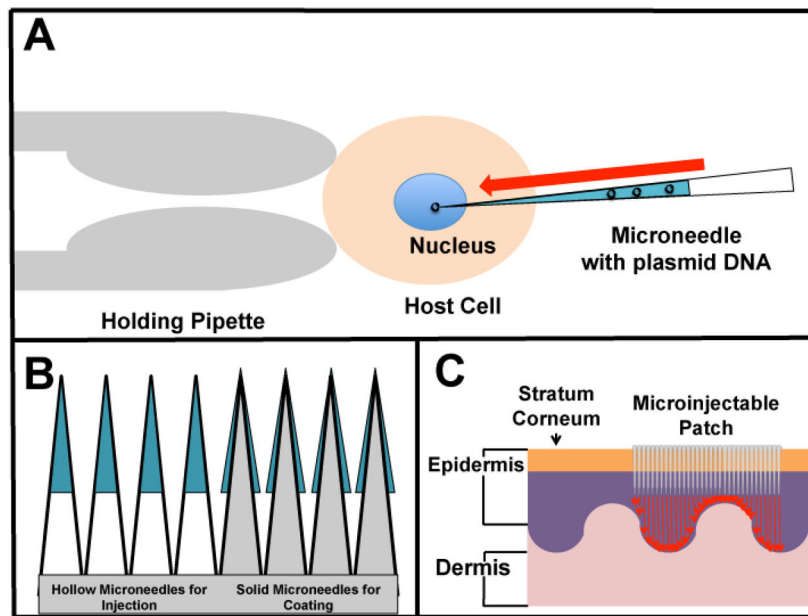 A
Nucleus
Microneedle
with plasmid DNA
Host Cell
Holding Pipette
B
Hollow Microneedles for
Injection
Solid Microneedles for
Coating
C
Stratum
Corneum
Microinjectable
Patch
Epidermis
Dermis